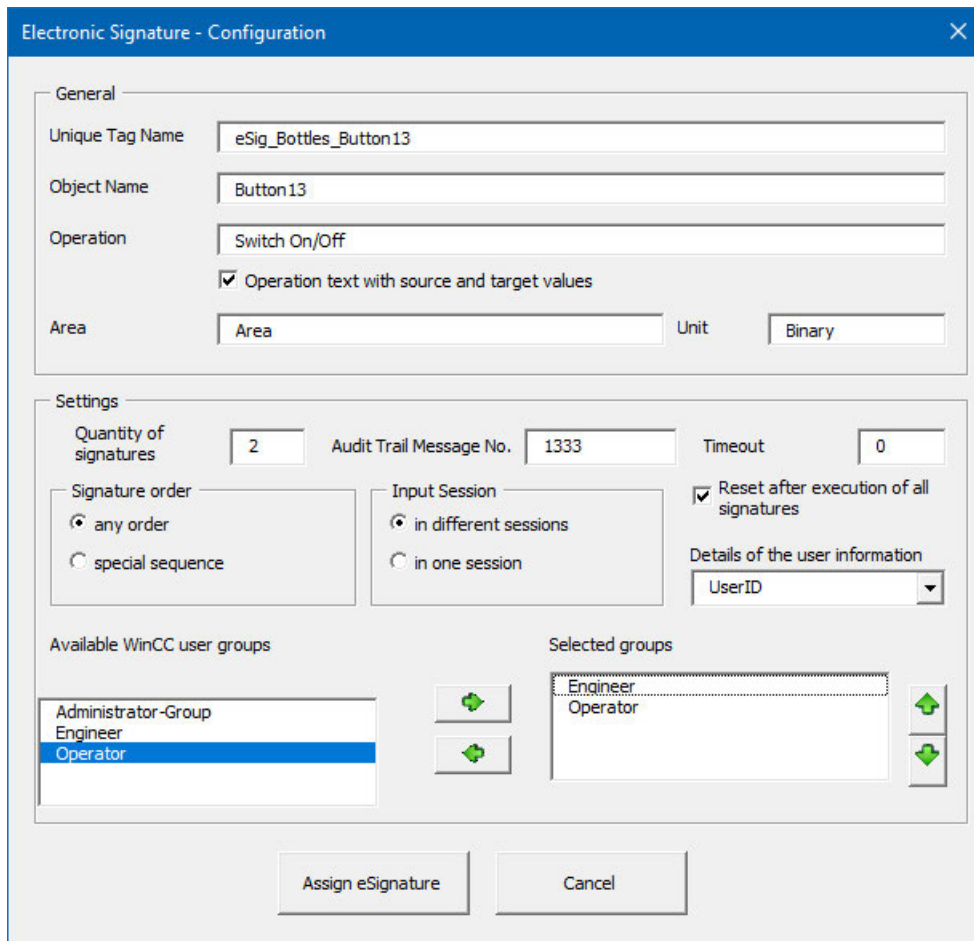 Electronic Signature - Configuration
General
Unique Tag Name eSig_Bottles_Button13
Object Name Button13
Operation Switch On/Off
Operation text with source and target values
Area Area Unit Binary
Settings
Quantity of
signatures 2 Audit Trail Message No. 1333 Timeout 0
Signature order Input Session Reset after execution of all
signatures
any order in different sessions
special sequence in one session
Details of the user information
UserID
Available WinCC user groups Selected groups
Administrator-Group
Engineer
Operator
Engineer
Operator
Assign eSignature Cancel